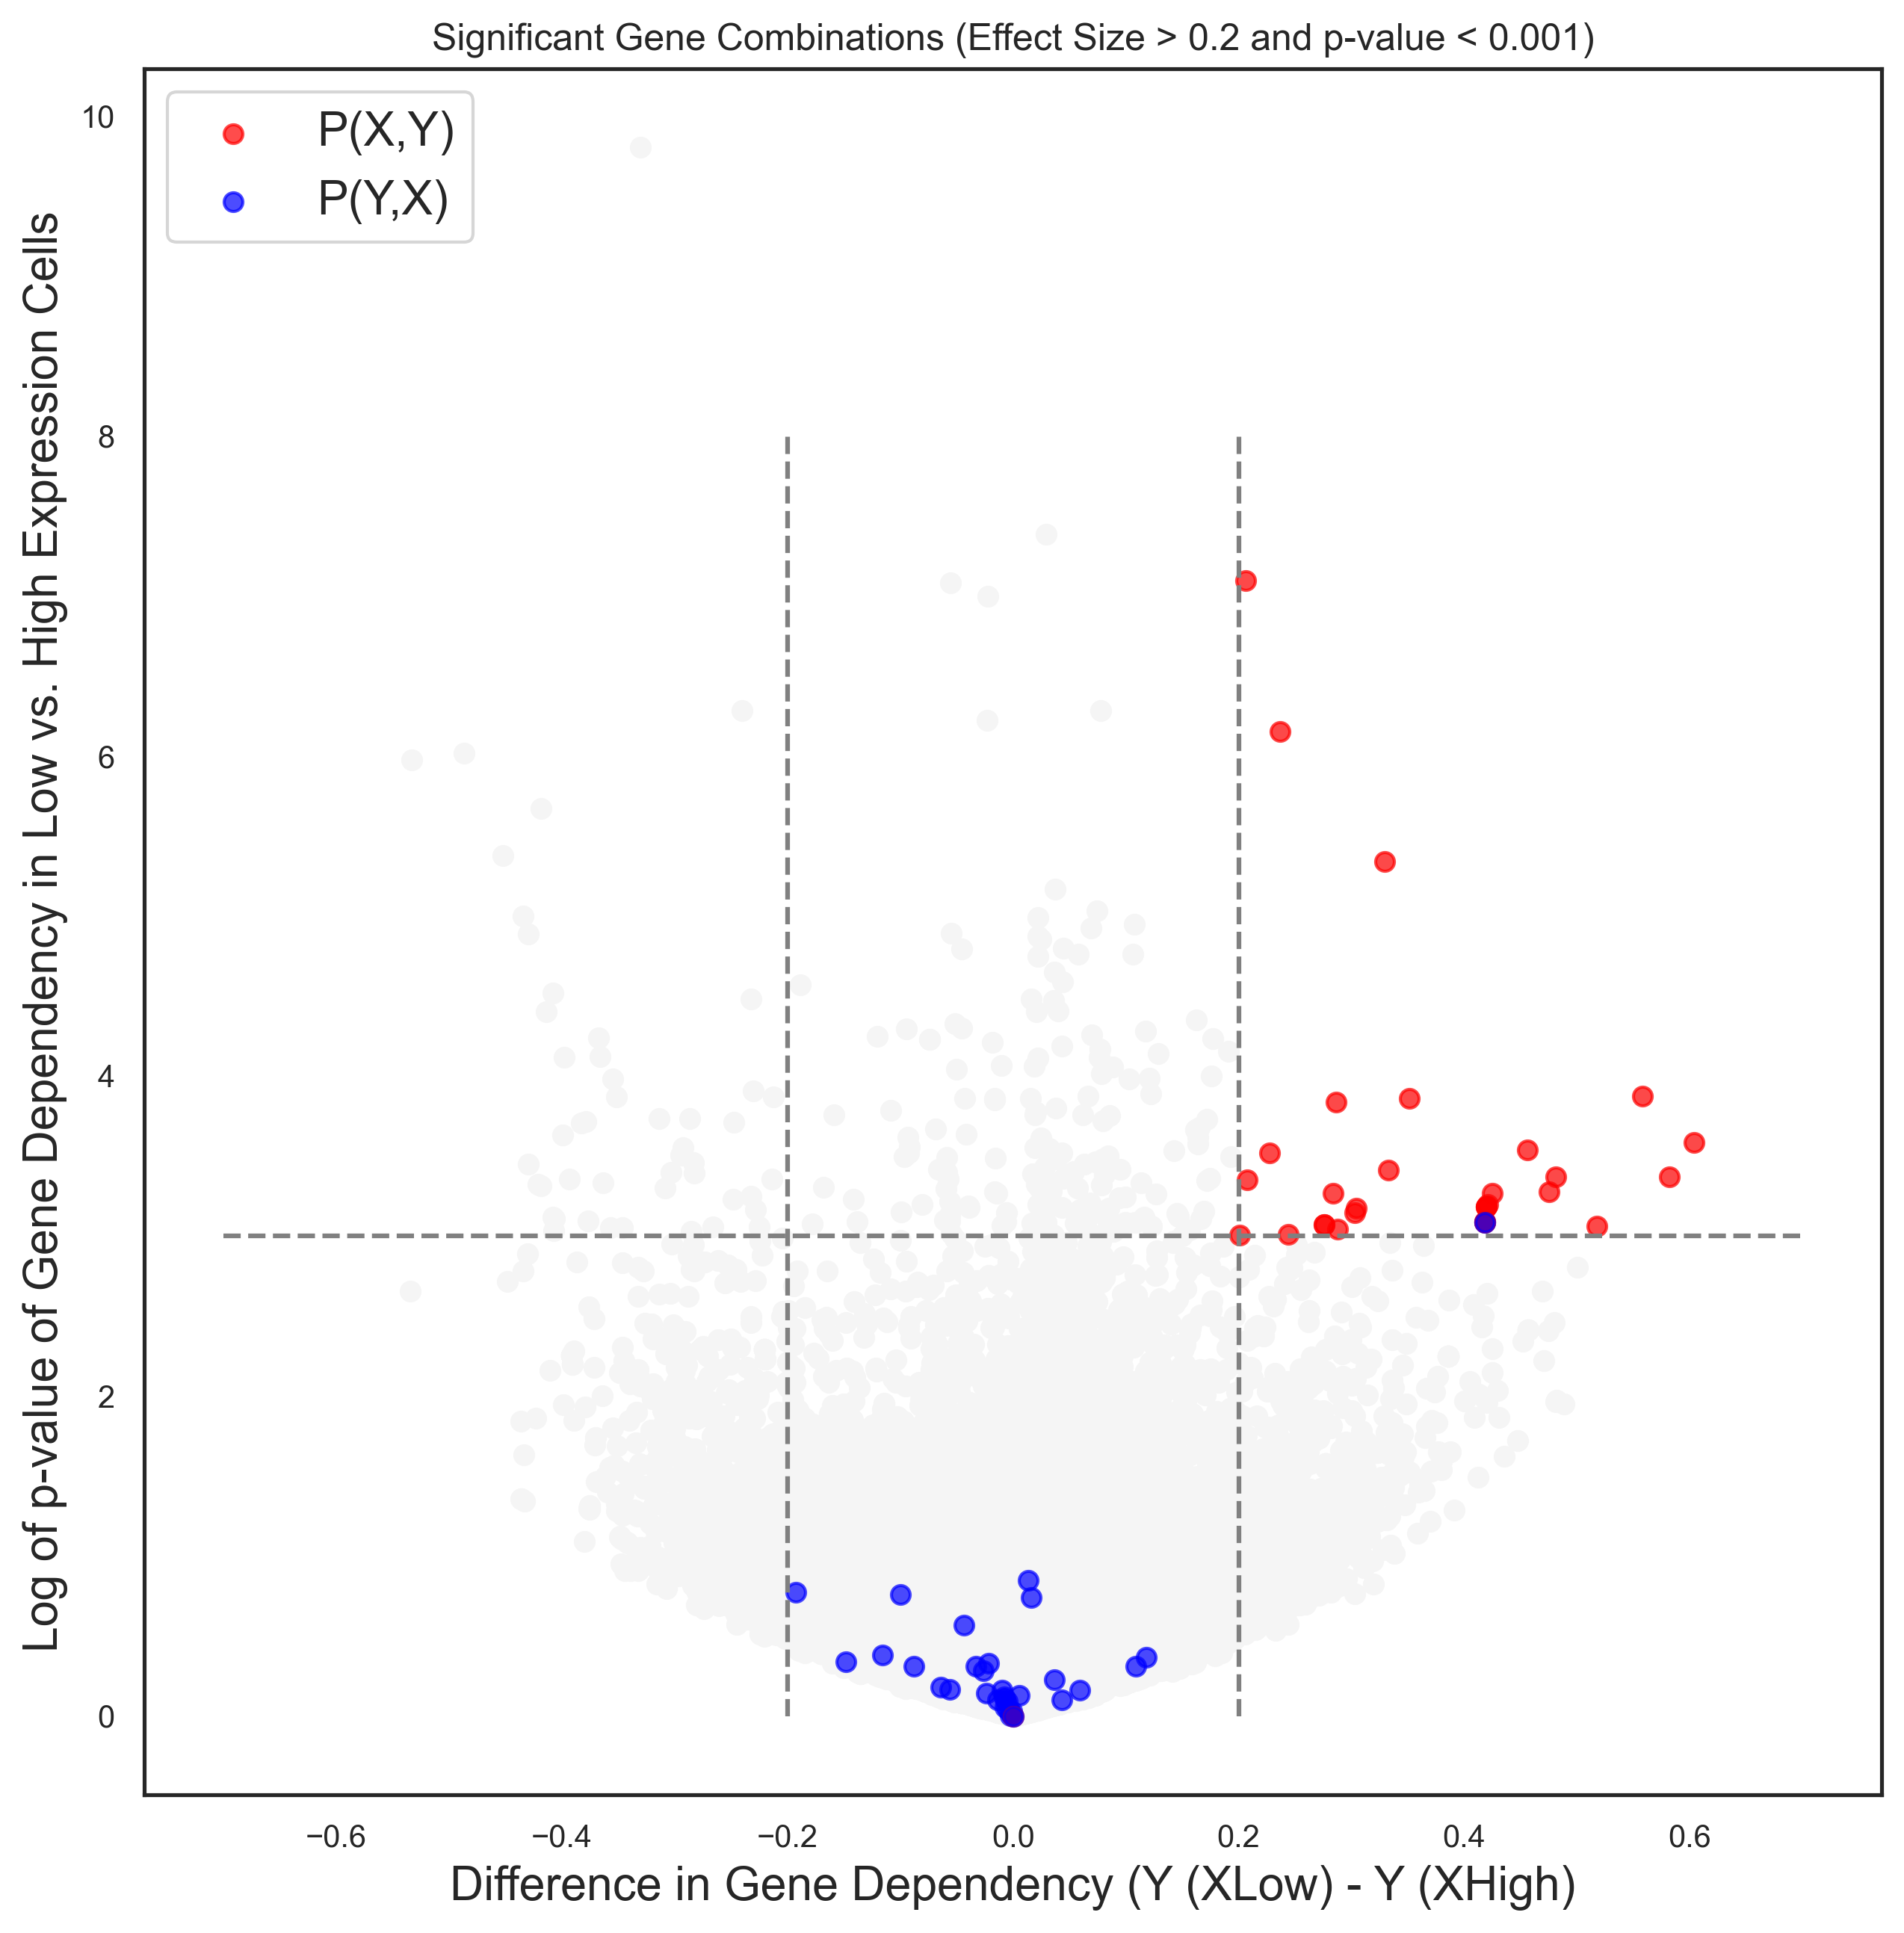 Significant Gene Combinations (Effect Size > 0.2 and p-value < 0.001)
P(X,Y)
P(Y,X)
Log of p-value of Gene Dependency in Low vs. High Expression Cells
10
8
6
4
2
0
−0.6 −0.4 −0.2 0.0 0.2 0.4 0.6
Difference in Gene Dependency (Y (XLow) - Y (XHigh)